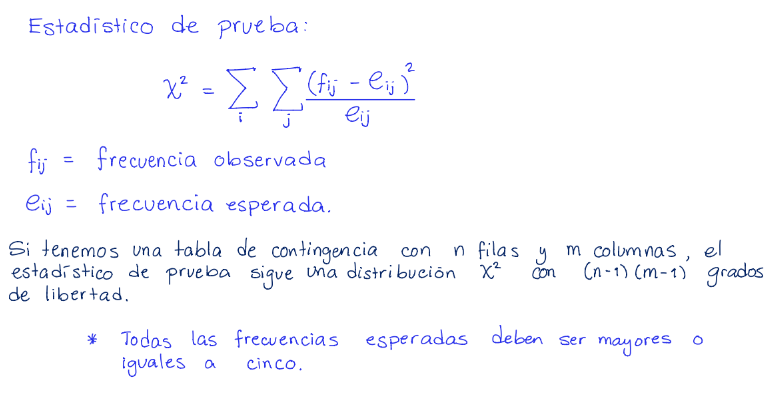 Estadístico de prueba:
χ² = ∑i ∑j (fij - eij)² / eij
fij = frecuencia observada
eij = frecuencia esperada.
Si tenemos una tabla de contingencia con n filas y m columnas, el
estadístico de prueba sigue una distribución χ² con (n-1)(m-1) grados
de libertad.
* Todas las frecuencias esperadas deben ser mayores o
iguales a cinco.